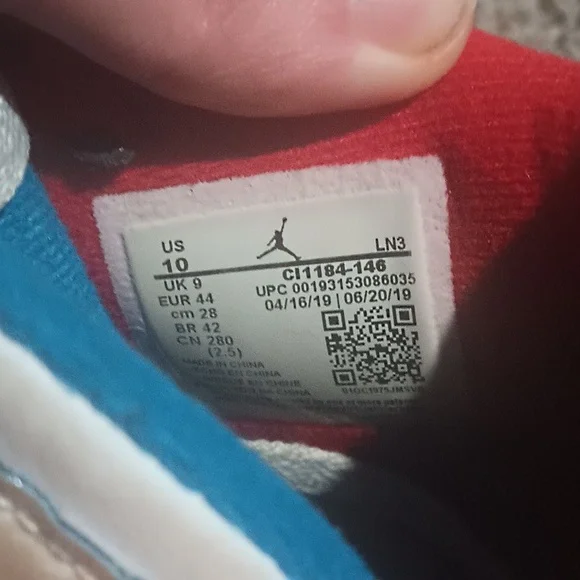 US
10
LN3
CI1184-146
UK 9
UPC 00193153086035
EUR 44
04/16/19 | 06/20/19
cm 28
BR 42
CN 280
(2.5)
MADE IN CHINA